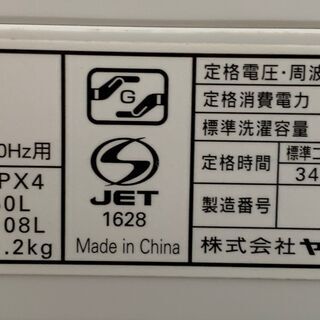 0Hz用
PX4
0L
08L
.2kg
G
S
JET
1628
Made in China
定格電圧・周波
定格消費電力
標準洗濯容量
定格時間
標準コ
34
製造番号
株式会社ヤ